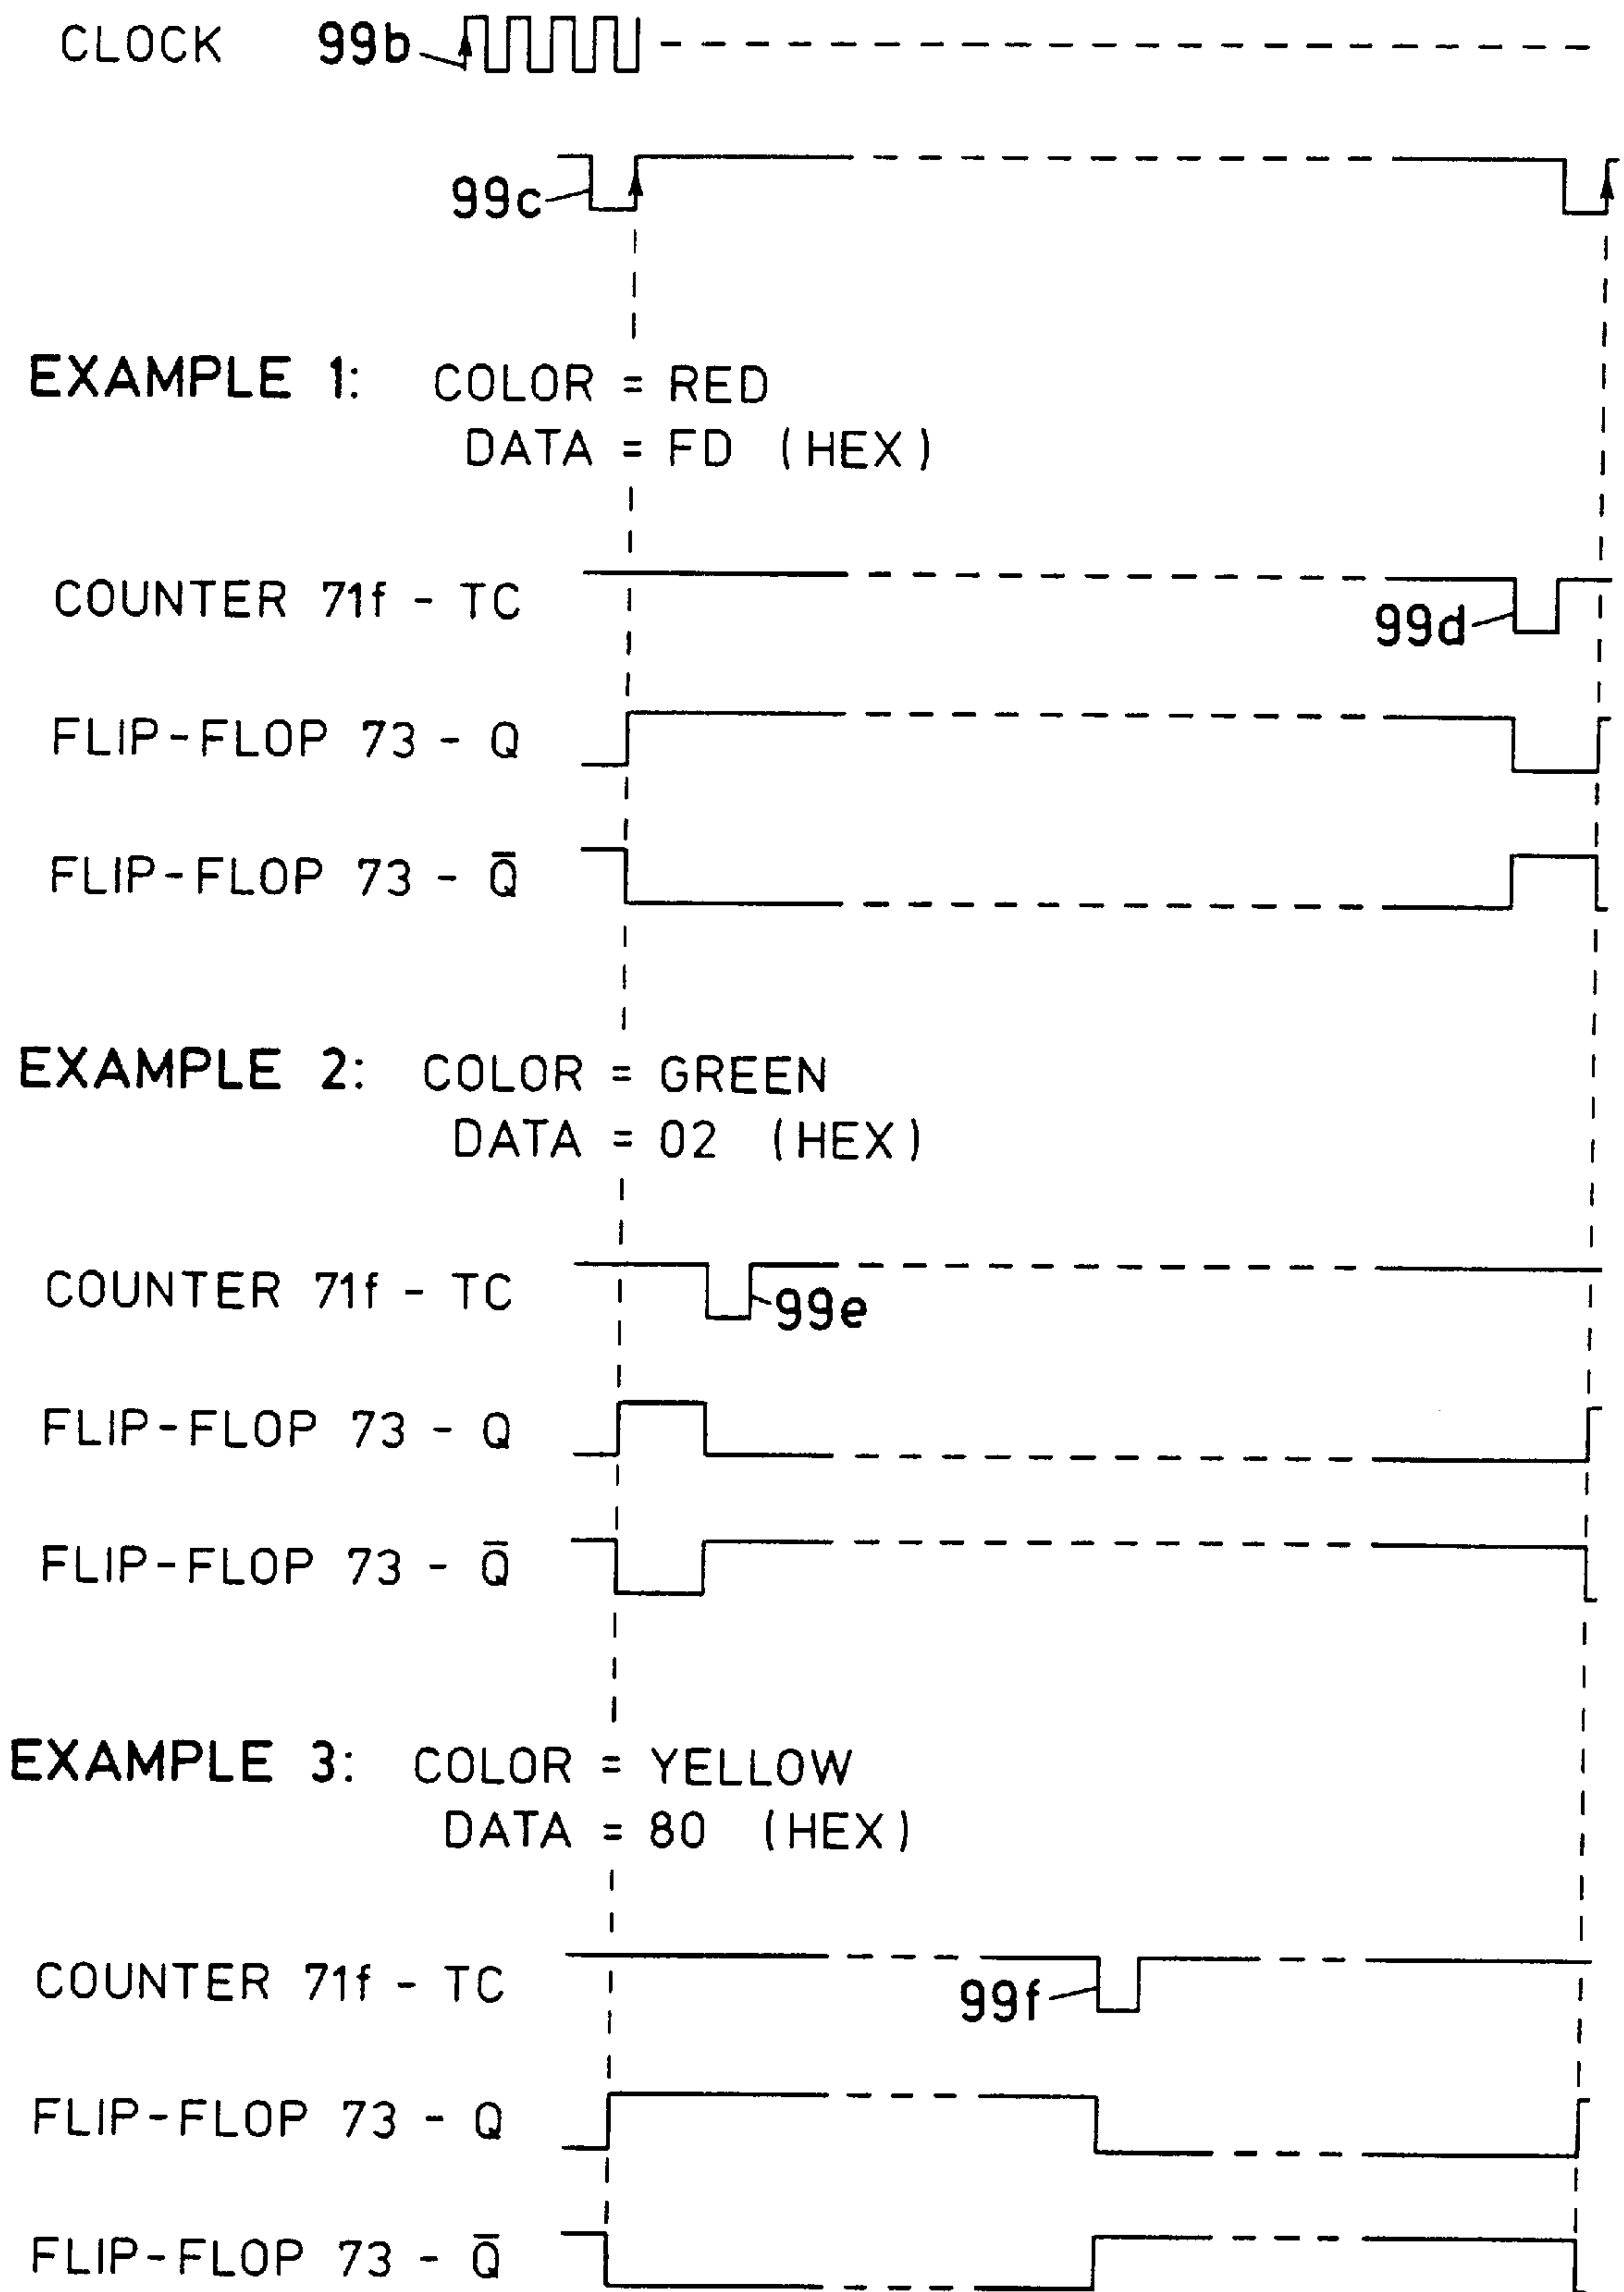 CLOCK 99b
99c
EXAMPLE 1: COLOR = RED
DATA = FD (HEX)
COUNTER 71f - TC
99d
FLIP-FLOP 73 - Q
FLIP-FLOP 73 - Q̅
EXAMPLE 2: COLOR = GREEN
DATA = 02 (HEX)
COUNTER 71f - TC
99e
FLIP-FLOP 73 - Q
FLIP-FLOP 73 - Q̅
EXAMPLE 3: COLOR = YELLOW
DATA = 80 (HEX)
COUNTER 71f - TC
99f
FLIP-FLOP 73 - Q
FLIP-FLOP 73 - Q̅